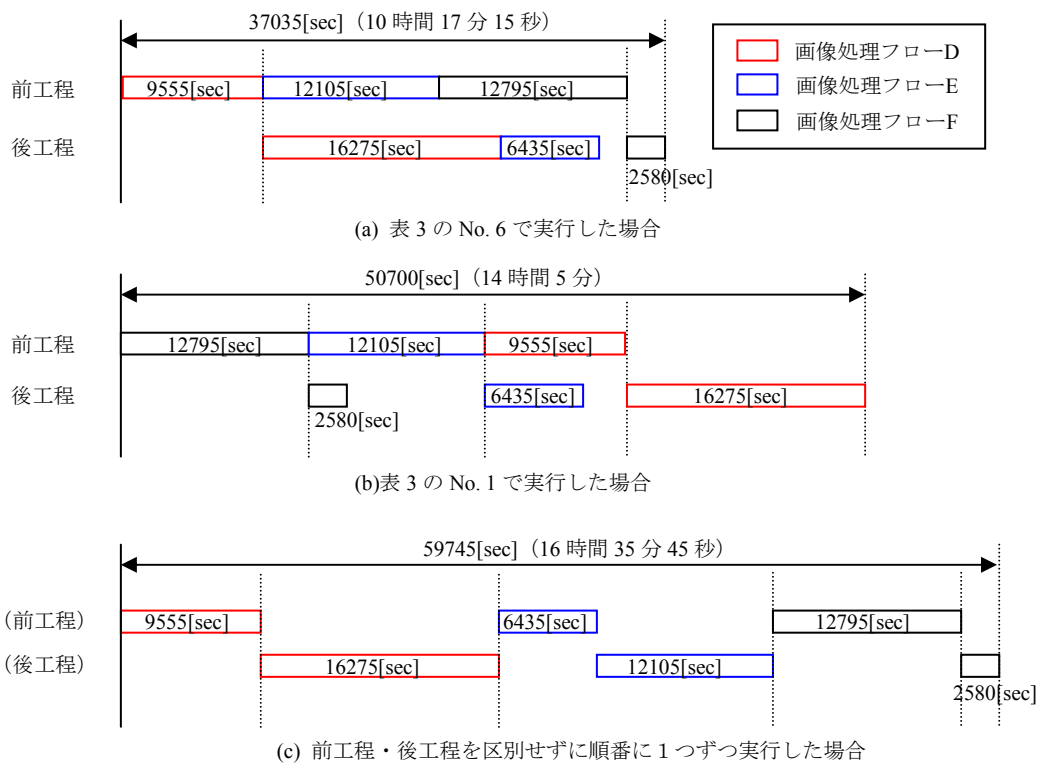 37035[sec]（10 時間 17 分 15 秒）
画像処理フローD
画像処理フローE
画像処理フローF
前工程
9555[sec]
12105[sec]
12795[sec]
後工程
16275[sec]
6435[sec]
2580[sec]
(a) 表 3 の No. 6 で実行した場合
50700[sec]（14 時間 5 分）
前工程
12795[sec]
12105[sec]
9555[sec]
後工程
2580[sec]
6435[sec]
16275[sec]
(b)表 3 の No. 1 で実行した場合
59745[sec]（16 時間 35 分 45 秒）
（前工程）
9555[sec]
6435[sec]
12795[sec]
（後工程）
16275[sec]
12105[sec]
2580[sec]
(c) 前工程・後工程を区別せずに順番に１つずつ実行した場合